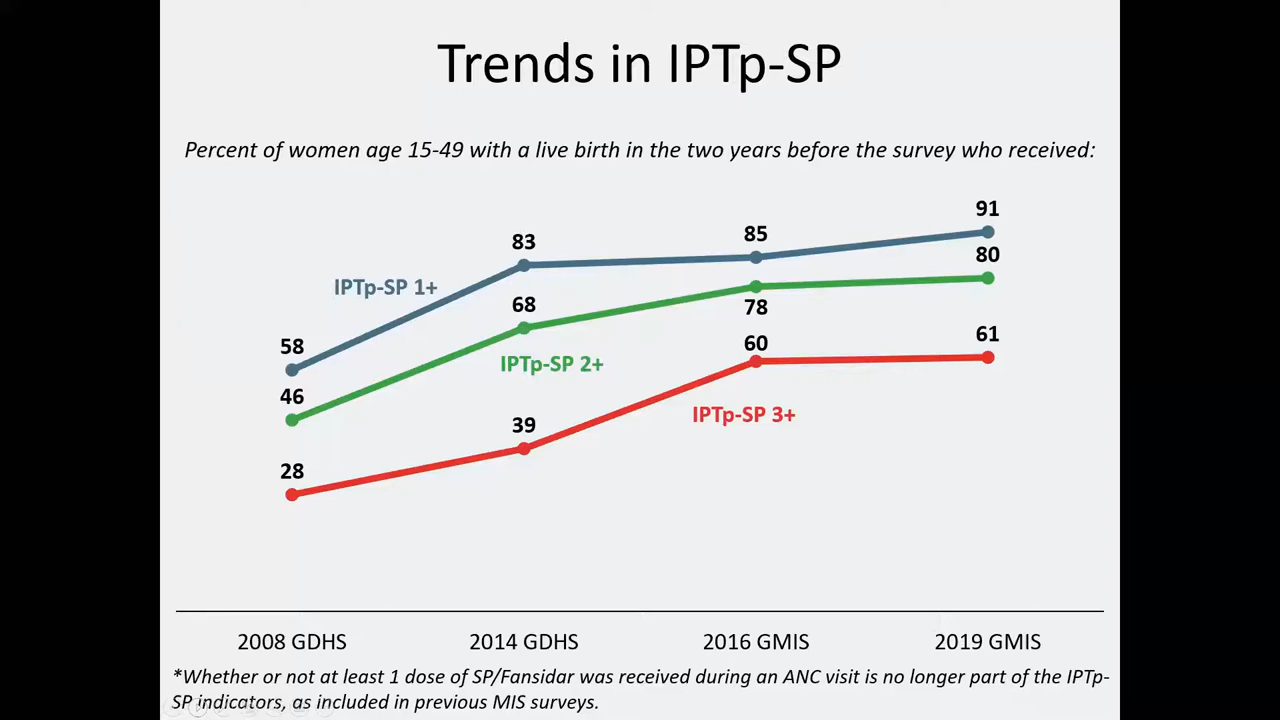 Trends in IPTp-SP
Percent of women age 15-49 with a live birth in the two years before the survey who received:
91
83
85
80
IPTp-SP 1+
68
78
58
60
61
IPTp-SP 2+
46
IPTp-SP 3+
39
28
2008 GDHS
2014 GDHS
2016 GMIS
2019 GMIS
*Whether or not at least 1 dose of SP/Fansidar was received during an ANC visit is no longer part of the IPTp-
SP indicators, as included in previous MIS surveys.